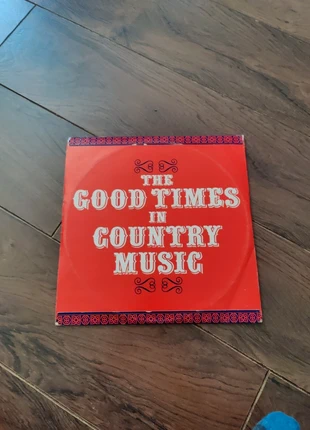 THE
GOOD TIMES
IN
COUNTRY
MUSIC